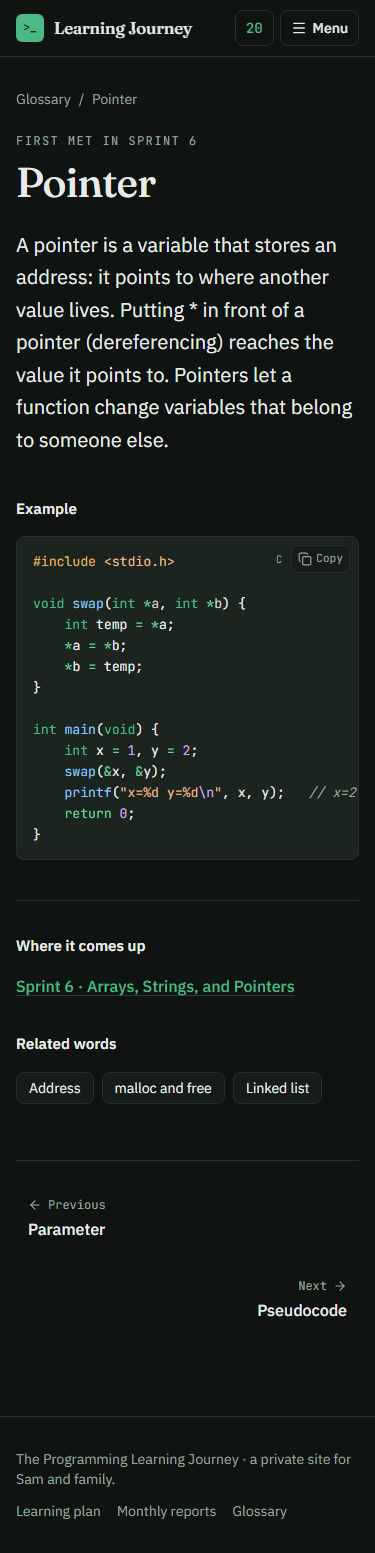 >_ Learning Journey 20 Menu
Glossary / Pointer
FIRST MET IN SPRINT 6
Pointer
A pointer is a variable that stores an
address: it points to where another
value lives. Putting * in front of a
pointer (dereferencing) reaches the
value it points to. Pointers let a
function change variables that belong
to someone else.
Example
#include <stdio.h> C Copy

void swap(int *a, int *b) {
    int temp = *a;
    *a = *b;
    *b = temp;
}

int main(void) {
    int x = 1, y = 2;
    swap(&x, &y);
    printf("x=%d y=%d\n", x, y);   // x=2
    return 0;
}
Where it comes up
Sprint 6 · Arrays, Strings, and Pointers
Related words
Address malloc and free Linked list
← Previous
Parameter
Next →
Pseudocode
The Programming Learning Journey · a private site for
Sam and family.
Learning plan Monthly reports Glossary